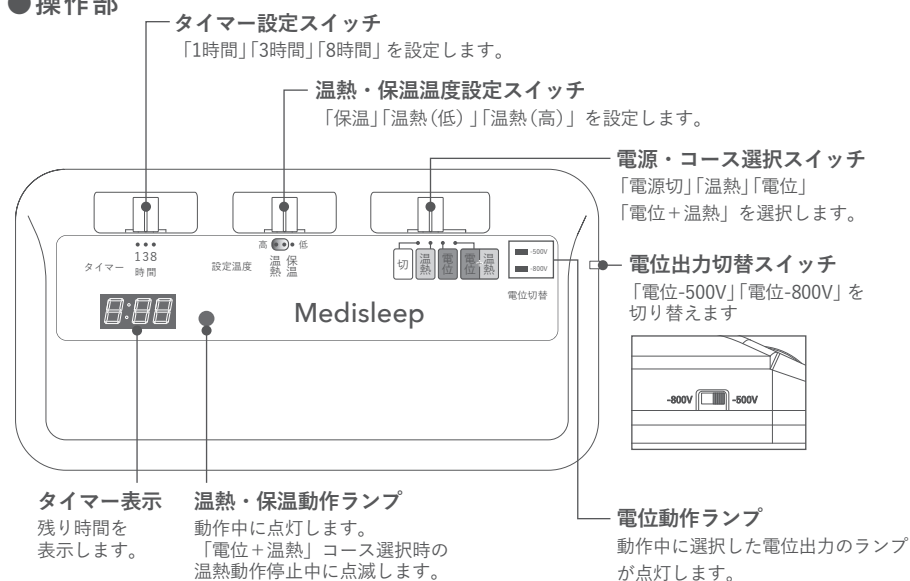 ●操作部
タイマー設定スイッチ
「1時間」「3時間」「8時間」を設定します。
温熱・保温温度設定スイッチ
「保温」「温熱(低)」「温熱(高)」を設定します。
電源・コース選択スイッチ
「電源切」「温熱」「電位」
「電位+温熱」を選択します。
高 低
138
タイマー 時間
設定温度 温熱 保温
切 温熱 電位 電位+温熱
-500V
-800V
電位切替
電位出力切替スイッチ
「電位-500V」「電位-800V」を
切り替えます
8:88
Medisleep
-800V -500V
タイマー表示
残り時間を
表示します。
温熱・保温動作ランプ
動作中に点灯します。
「電位+温熱」コース選択時の
温熱動作停止中に点滅します。
電位動作ランプ
動作中に選択した電位出力のランプ
が点灯します。